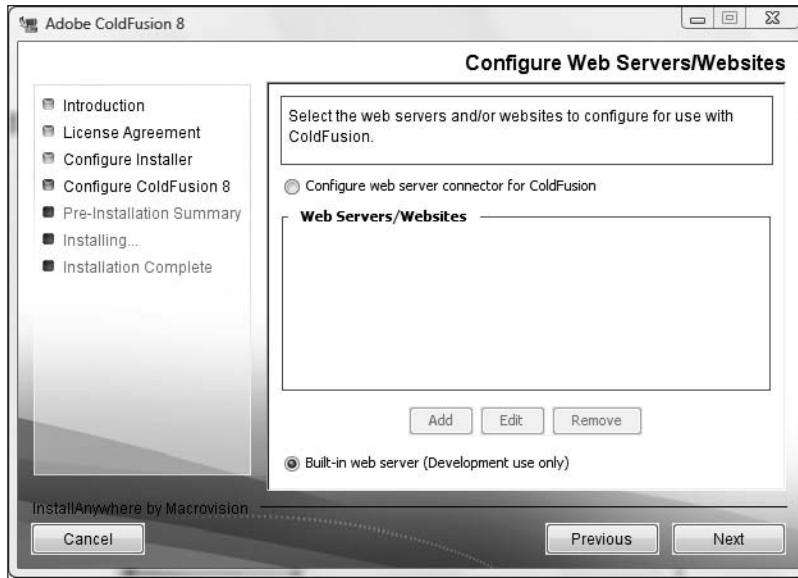 Adobe ColdFusion 8
Configure Web Servers/Websites
Introduction
License Agreement
Configure Installer
Configure ColdFusion 8
Pre-Installation Summary
Installing...
Installation Complete
Select the web servers and/or websites to configure for use with
ColdFusion.
Configure web server connector for ColdFusion
Web Servers/Websites
Add Edit Remove
Built-in web server (Development use only)
InstallAnywhere by Macrovision
Cancel Previous Next